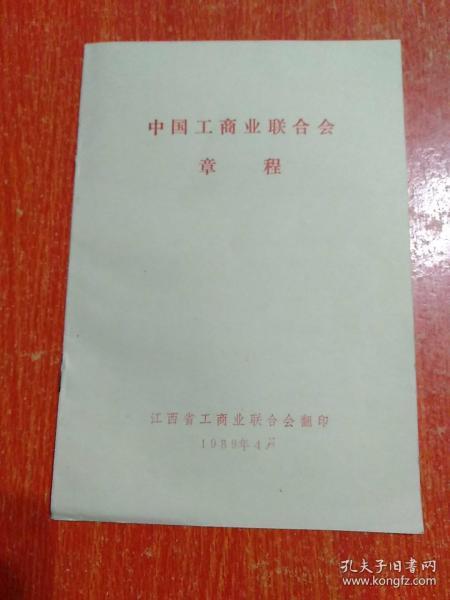 中国工商业联合会
章 程
江西省工商业联合会翻印
1989年4月
孔夫子旧书网
www.kongfz.com